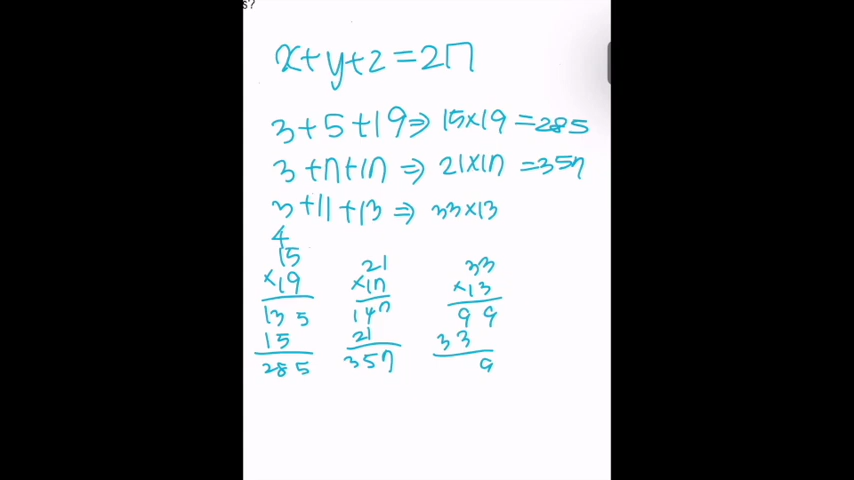 s?
x+y+z=27
3+5+19⇒15×19=285
3+7+17⇒21×17=357
3+11+13⇒33×13
4
15 21 33
×19 ×17 ×13
135 147 99
15 21 33
285 357 9